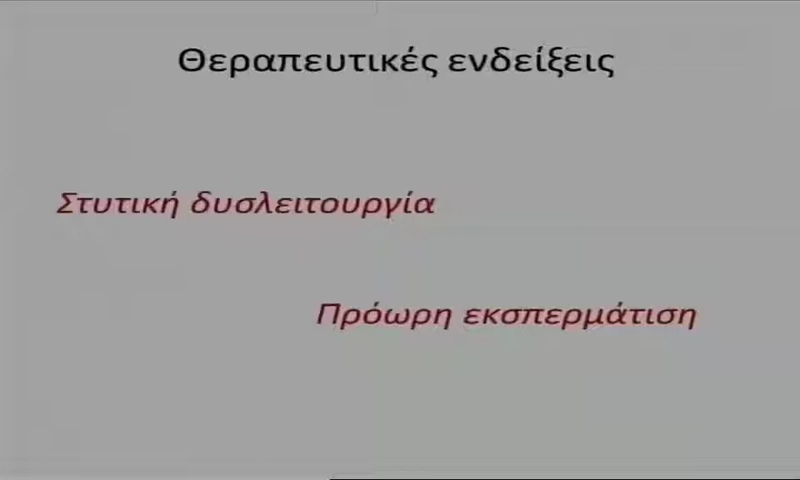 Θεραπευτικές ενδείξεις
Στυτική δυσλειτουργία
Πρόωρη εκσπερμάτιση